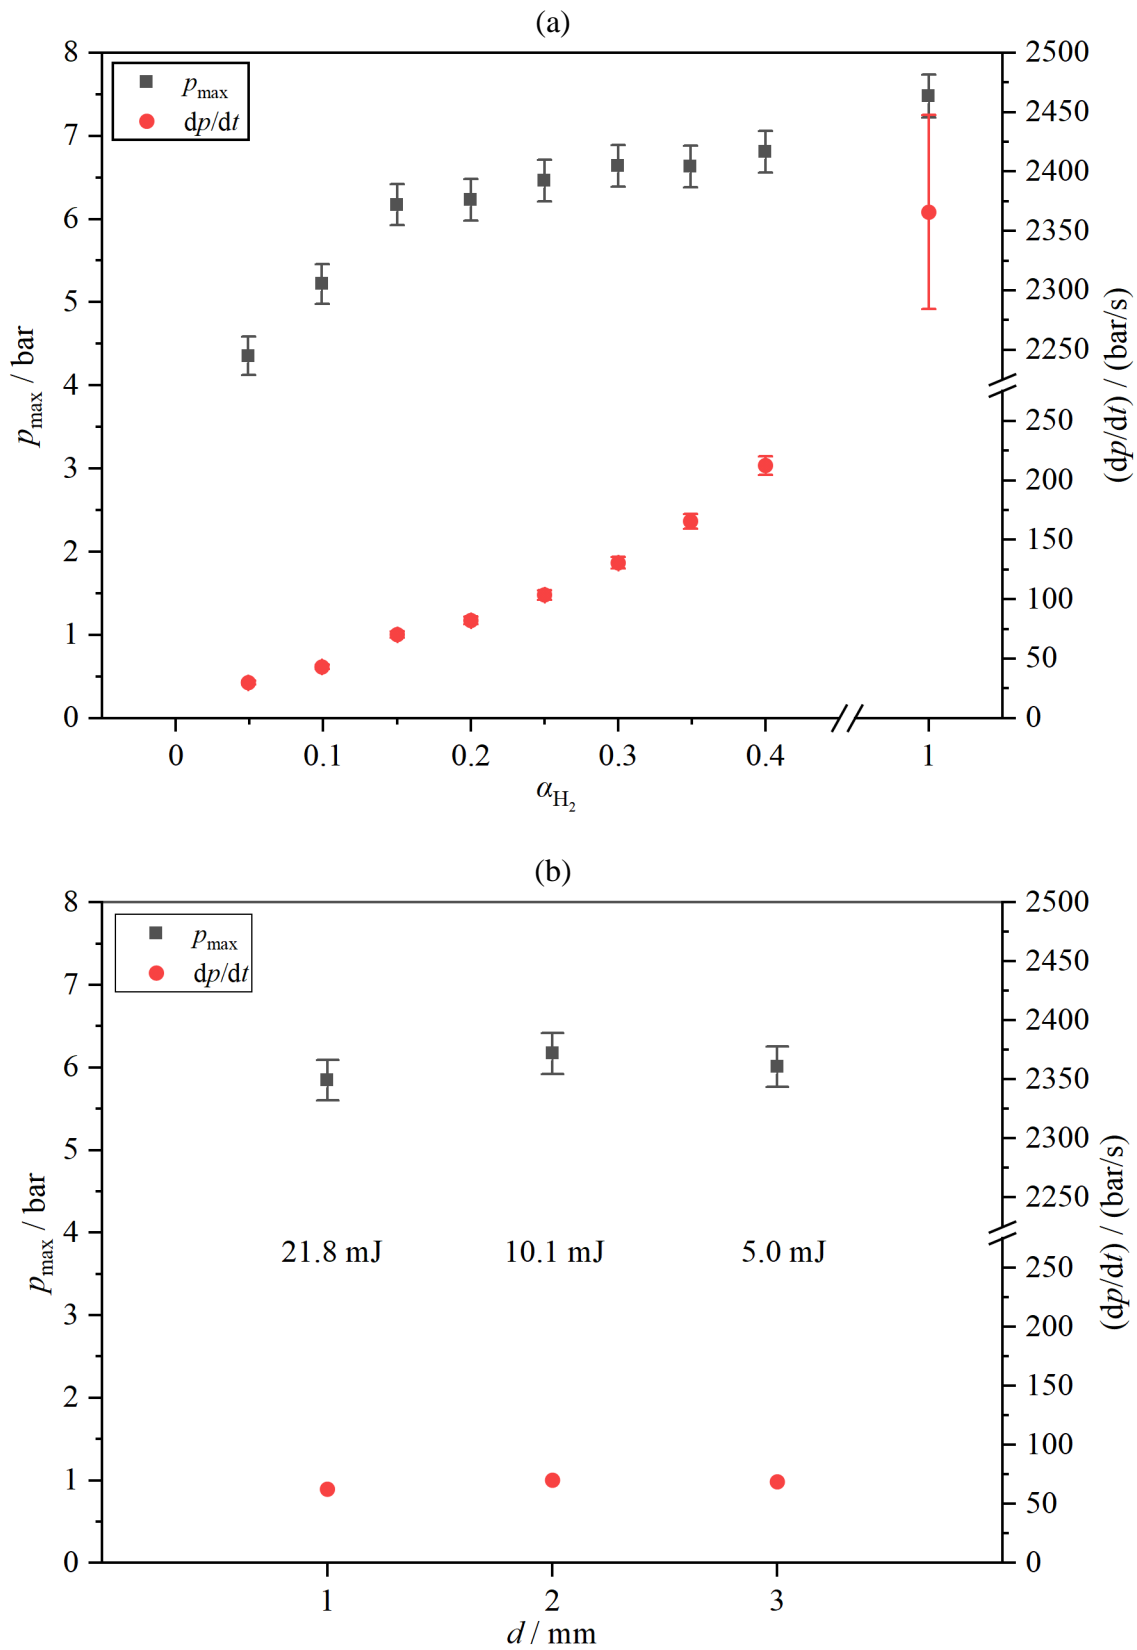 (a)
p_max
dp/dt
8
7
6
5
4
3
2
1
0
p_max / bar
2500
2450
2400
2350
2300
2250
250
200
150
100
50
0
(dp/dt) / (bar/s)
0 0.1 0.2 0.3 0.4 1
α_H₂
(b)
p_max
dp/dt
8
7
6
5
4
3
2
1
0
p_max / bar
21.8 mJ 10.1 mJ 5.0 mJ
2500
2450
2400
2350
2300
2250
250
200
150
100
50
0
(dp/dt) / (bar/s)
1 2 3
d / mm